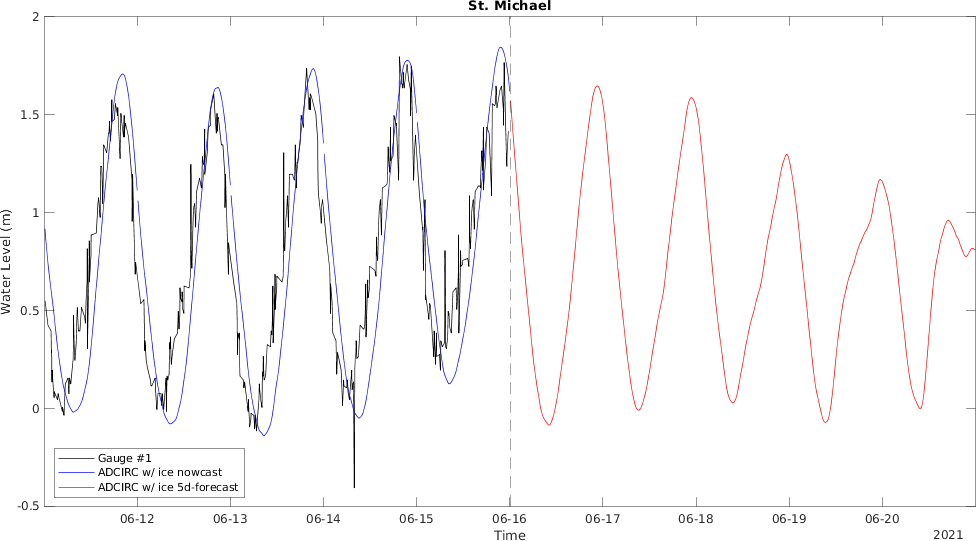 St. Michael
2
1.5
1
0.5
0
-0.5
Water Level (m)
Gauge #1
ADCIRC w/ ice nowcast
ADCIRC w/ ice 5d-forecast
06-12 06-13 06-14 06-15 06-16 06-17 06-18 06-19 06-20
Time
2021